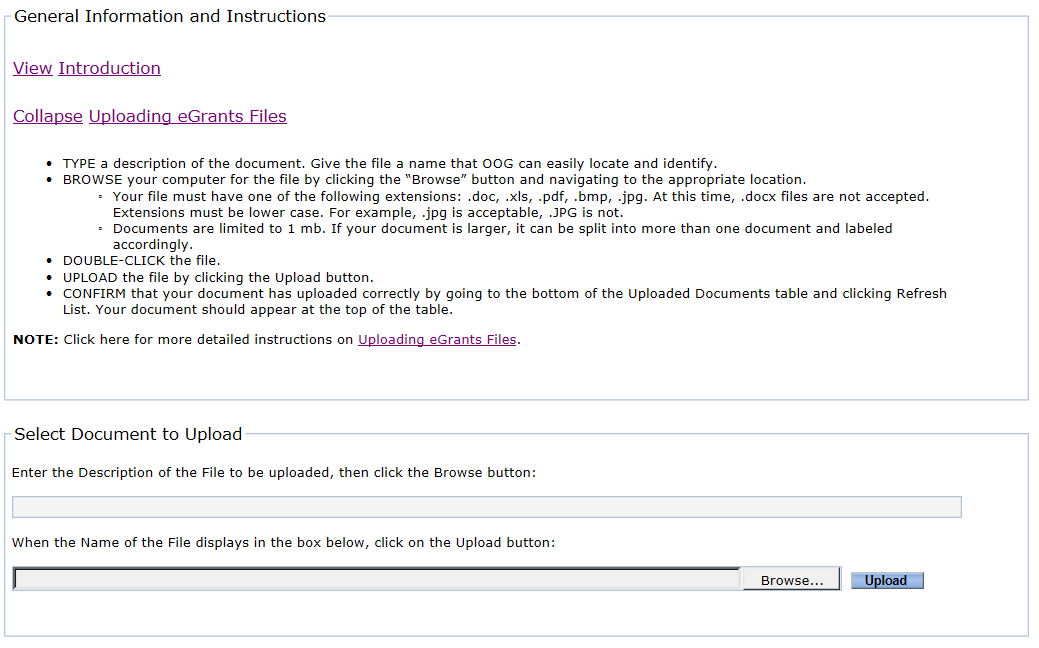 General Information and Instructions
View Introduction
Collapse Uploading eGrants Files
• TYPE a description of the document. Give the file a name that OOG can easily locate and identify.
• BROWSE your computer for the file by clicking the “Browse” button and navigating to the appropriate location.
◦ Your file must have one of the following extensions: .doc, .xls, .pdf, .bmp, .jpg. At this time, .docx files are not accepted.
Extensions must be lower case. For example, .jpg is acceptable, .JPG is not.
◦ Documents are limited to 1 mb. If your document is larger, it can be split into more than one document and labeled
accordingly.
• DOUBLE-CLICK the file.
• UPLOAD the file by clicking the Upload button.
• CONFIRM that your document has uploaded correctly by going to the bottom of the Uploaded Documents table and clicking Refresh
List. Your document should appear at the top of the table.
NOTE: Click here for more detailed instructions on Uploading eGrants Files.
Select Document to Upload
Enter the Description of the File to be uploaded, then click the Browse button:
When the Name of the File displays in the box below, click on the Upload button:
Browse... Upload